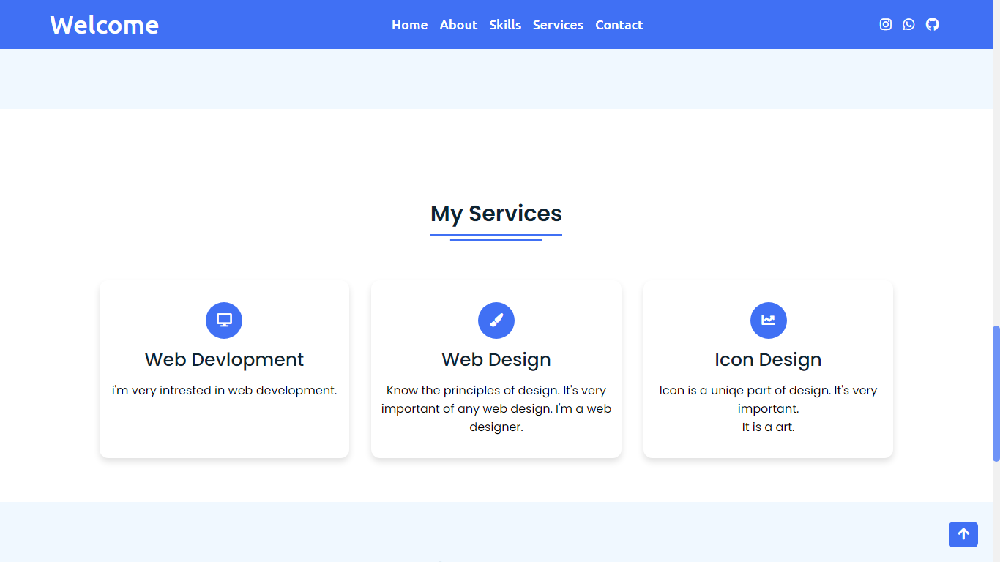 Welcome
Home About Skills Services Contact
My Services
Web Devlopment
i'm very intrested in web development.
Web Design
Know the principles of design. It's very
important of any web design. I'm a web
designer.
Icon Design
Icon is a uniqe part of design. It's very
important.
It is a art.